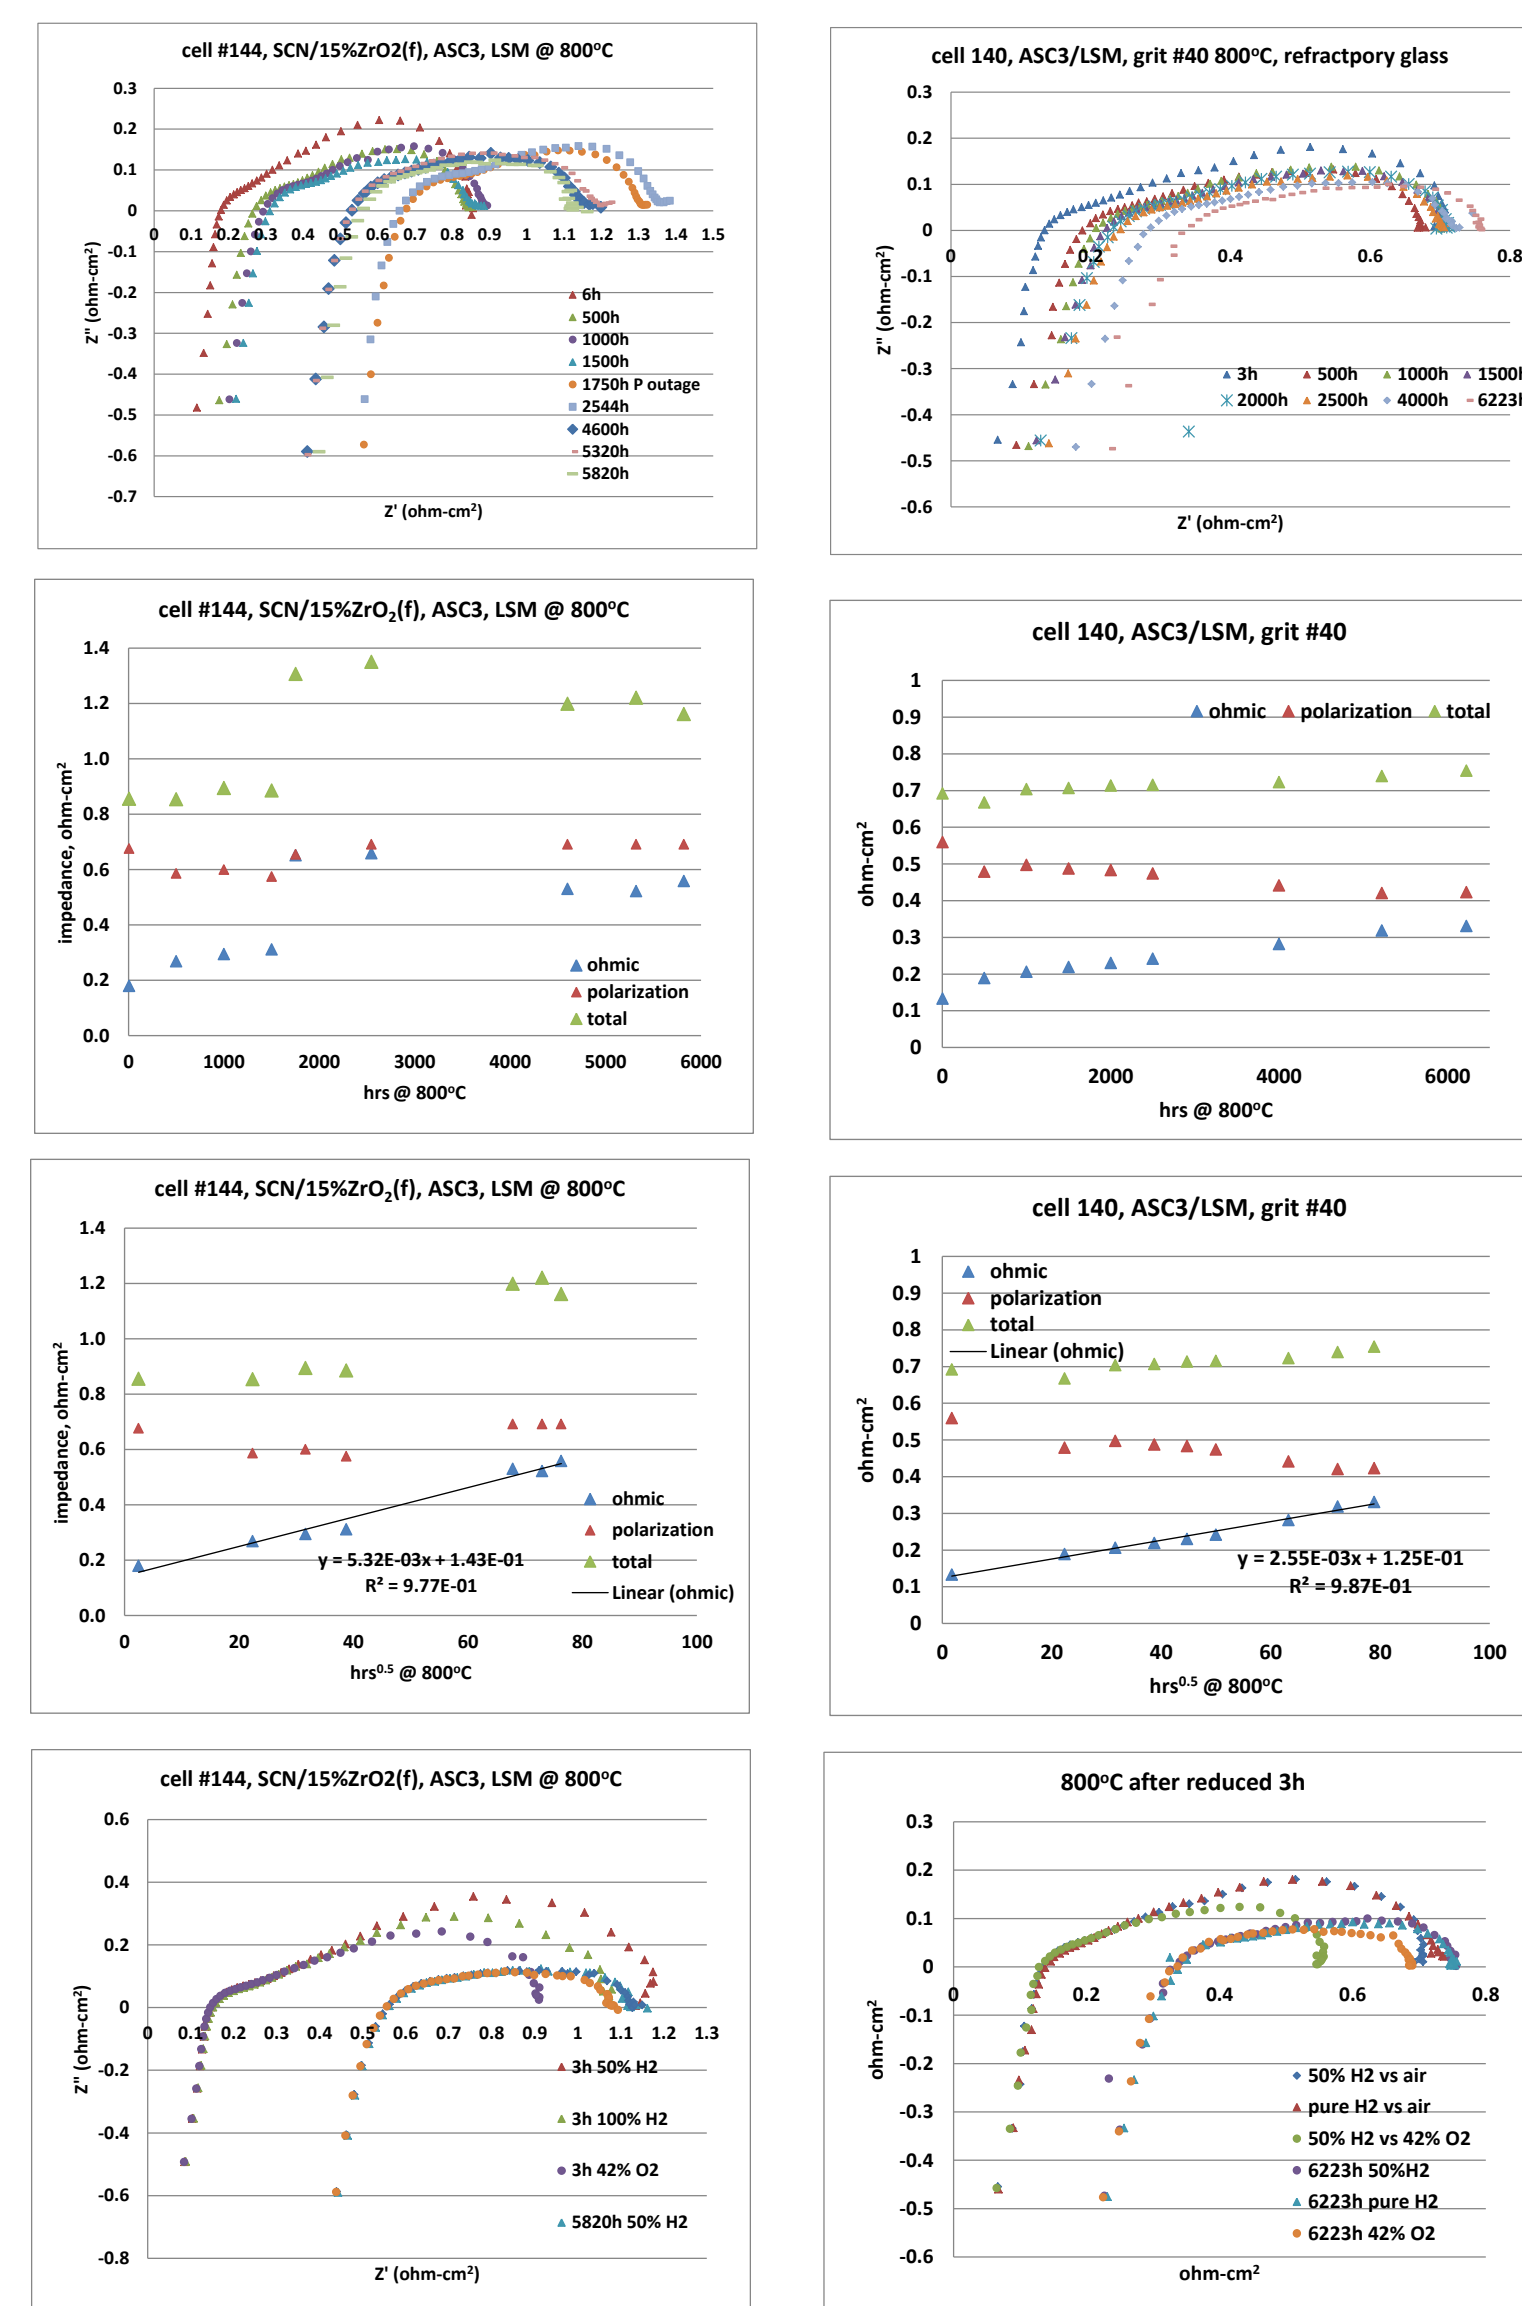 cell #144, SCN/15%ZrO2(f), ASC3, LSM @ 800°C
0.3
0.2
0.1
0
-0.1
-0.2
-0.3
-0.4
-0.5
-0.6
-0.7
0 0.1 0.2 0.3 0.4 0.5 0.6 0.7 0.8 0.9 1 1.1 1.2 1.3 1.4 1.5
Z" (ohm-cm²)
6h
500h
1000h
1500h
1750h P outage
2544h
4600h
5320h
5820h
Z' (ohm-cm²)
cell 140, ASC3/LSM, grit #40 800°C, refractpory glass
0.3
0.2
0.1
0
-0.1
-0.2
-0.3
-0.4
-0.5
-0.6
0 0.2 0.4 0.6 0.8
Z" (ohm-cm²)
3h 500h 1000h 1500h
2000h 2500h 4000h 6223h
Z' (ohm-cm²)
cell #144, SCN/15%ZrO₂(f), ASC3, LSM @ 800°C
1.4
1.2
1.0
0.8
0.6
0.4
0.2
0.0
impedance, ohm-cm²
ohmic
polarization
total
0 1000 2000 3000 4000 5000 6000
hrs @ 800°C
cell 140, ASC3/LSM, grit #40
1
0.9
0.8
0.7
0.6
0.5
0.4
0.3
0.2
0.1
0
ohm-cm²
ohmic polarization total
0 2000 4000 6000
hrs @ 800°C
cell #144, SCN/15%ZrO₂(f), ASC3, LSM @ 800°C
1.4
1.2
1.0
0.8
0.6
0.4
0.2
0.0
impedance, ohm-cm²
ohmic
polarization
total
Linear (ohmic)
y = 5.32E-03x + 1.43E-01
R² = 9.77E-01
0 20 40 60 80 100
hrs⁰·⁵ @ 800°C
cell 140, ASC3/LSM, grit #40
1
0.9
0.8
0.7
0.6
0.5
0.4
0.3
0.2
0.1
0
ohm-cm²
ohmic
polarization
total
Linear (ohmic)
y = 2.55E-03x + 1.25E-01
R² = 9.87E-01
0 20 40 60 80 100
hrs⁰·⁵ @ 800°C
cell #144, SCN/15%ZrO2(f), ASC3, LSM @ 800°C
0.6
0.4
0.2
0
-0.2
-0.4
-0.6
-0.8
0 0.1 0.2 0.3 0.4 0.5 0.6 0.7 0.8 0.9 1 1.1 1.2 1.3
Z" (ohm-cm²)
3h 50% H2
3h 100% H2
3h 42% O2
5820h 50% H2
Z' (ohm-cm²)
800°C after reduced 3h
0.3
0.2
0.1
0
-0.1
-0.2
-0.3
-0.4
-0.5
-0.6
0 0.2 0.4 0.6 0.8
ohm-cm²
50% H2 vs air
pure H2 vs air
50% H2 vs 42% O2
6223h 50%H2
6223h pure H2
6223h 42% O2
ohm-cm²